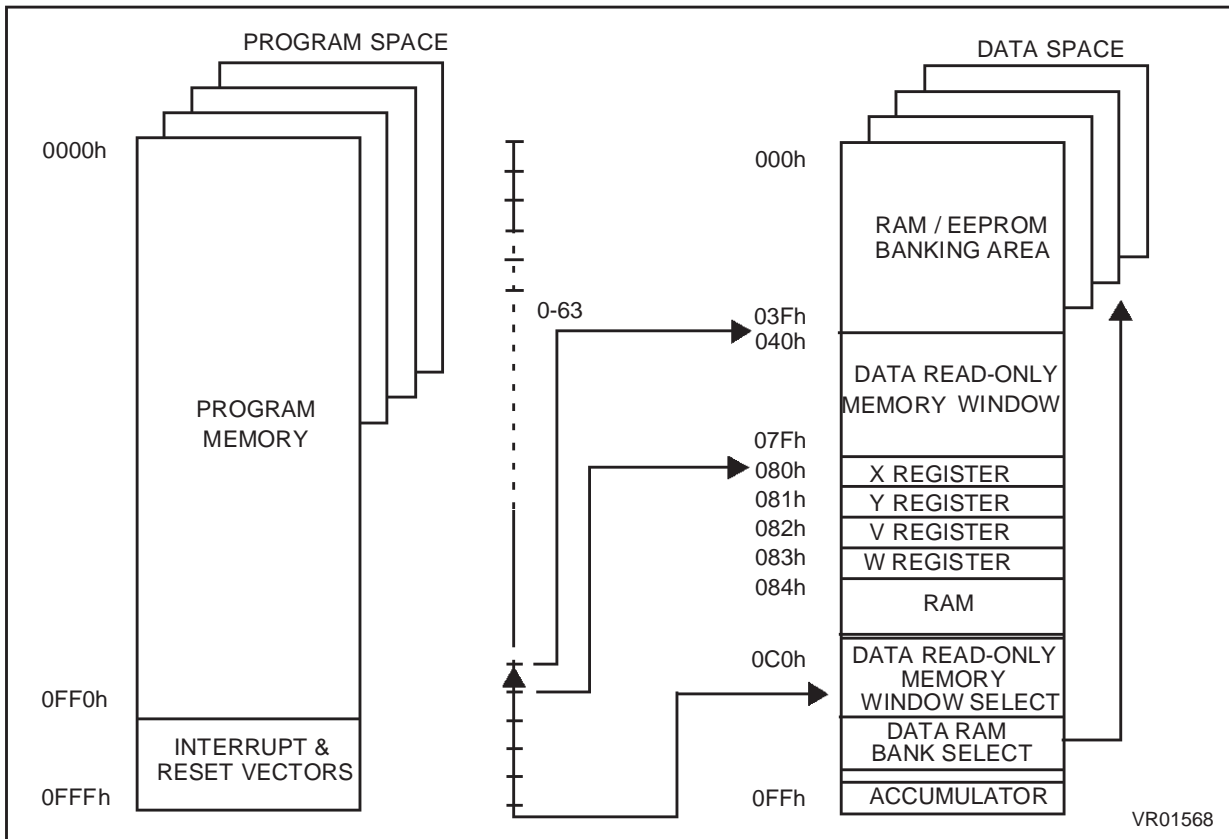 PROGRAM SPACE
0000h
PROGRAM
MEMORY
0FF0h
INTERRUPT &
RESET VECTORS
0FFFh
0-63
DATA SPACE
000h
RAM / EEPROM
BANKING AREA
03Fh
040h
DATA READ-ONLY
MEMORY WINDOW
07Fh
080h
X REGISTER
081h
Y REGISTER
082h
V REGISTER
083h
W REGISTER
084h
RAM
0C0h
DATA READ-ONLY
MEMORY
WINDOW SELECT
DATA RAM
BANK SELECT
0FFh
ACCUMULATOR
VR01568